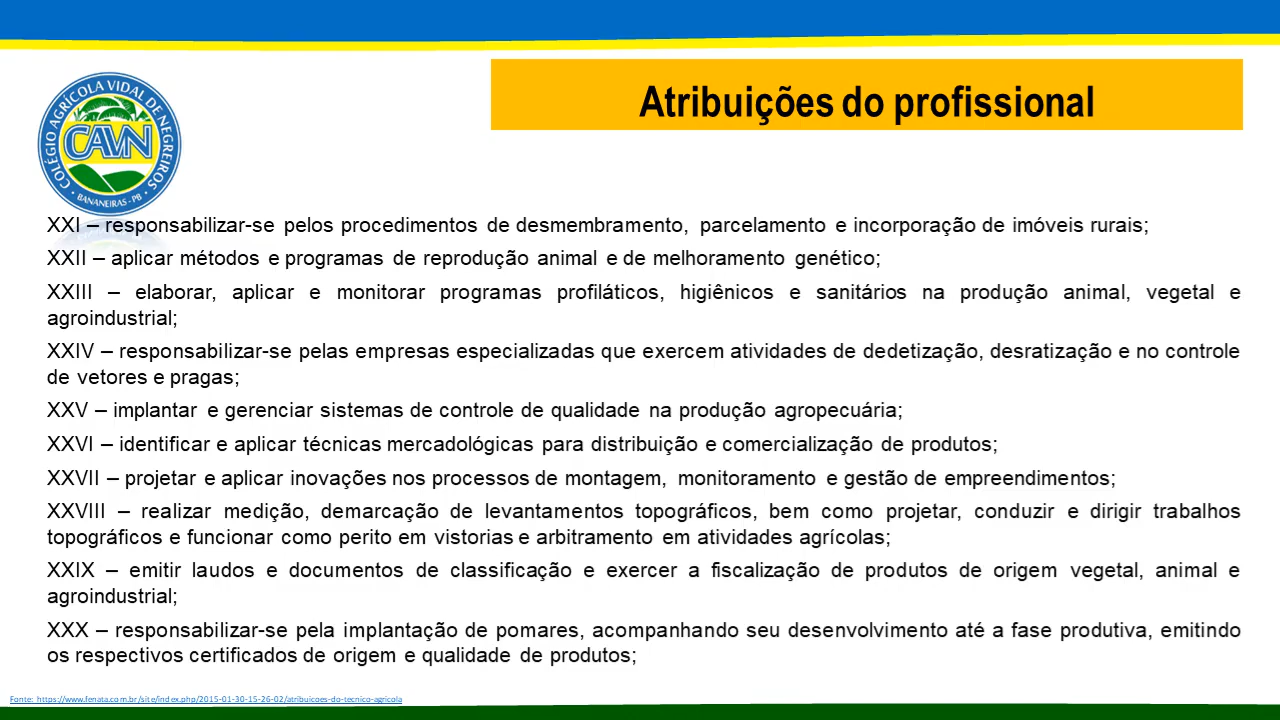 Atribuições do profissional
COLÉGIO AGRÍCOLA VIDAL DE NEGREIROS
CAVN
BANANEIRAS - PB
XXI – responsabilizar-se pelos procedimentos de desmembramento, parcelamento e incorporação de imóveis rurais;
XXII – aplicar métodos e programas de reprodução animal e de melhoramento genético;
XXIII – elaborar, aplicar e monitorar programas profiláticos, higiênicos e sanitários na produção animal, vegetal e
agroindustrial;
XXIV – responsabilizar-se pelas empresas especializadas que exercem atividades de dedetização, desratização e no controle
de vetores e pragas;
XXV – implantar e gerenciar sistemas de controle de qualidade na produção agropecuária;
XXVI – identificar e aplicar técnicas mercadológicas para distribuição e comercialização de produtos;
XXVII – projetar e aplicar inovações nos processos de montagem, monitoramento e gestão de empreendimentos;
XXVIII – realizar medição, demarcação de levantamentos topográficos, bem como projetar, conduzir e dirigir trabalhos
topográficos e funcionar como perito em vistorias e arbitramento em atividades agrícolas;
XXIX – emitir laudos e documentos de classificação e exercer a fiscalização de produtos de origem vegetal, animal e
agroindustrial;
XXX – responsabilizar-se pela implantação de pomares, acompanhando seu desenvolvimento até a fase produtiva, emitindo
os respectivos certificados de origem e qualidade de produtos;
Fonte: https://www.fenata.com.br/site/index.php/2015-01-30-15-26-02/atribuicoes-do-tecnico-agricola